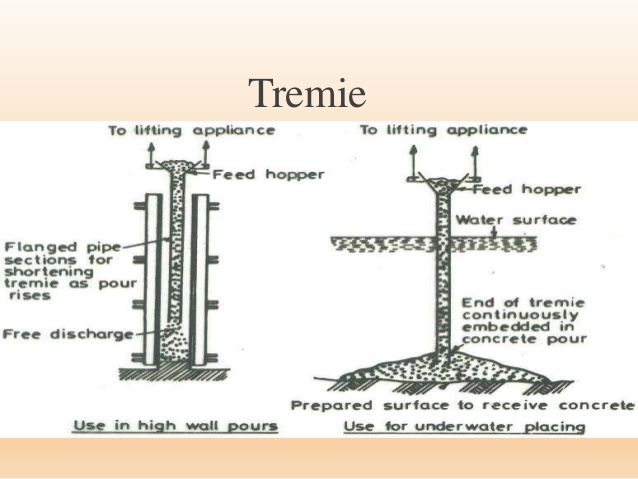 Tremie
To lifting appliance
Feed hopper
Flanged pipe
sections for
shortening
tremie as pour
rises
Free discharge
Use in high wall pours
To lifting appliance
Feed hopper
Water surface
End of tremie
continuously
embedded in
concrete pour
Prepared surface to receive concrete
Use for underwater placing